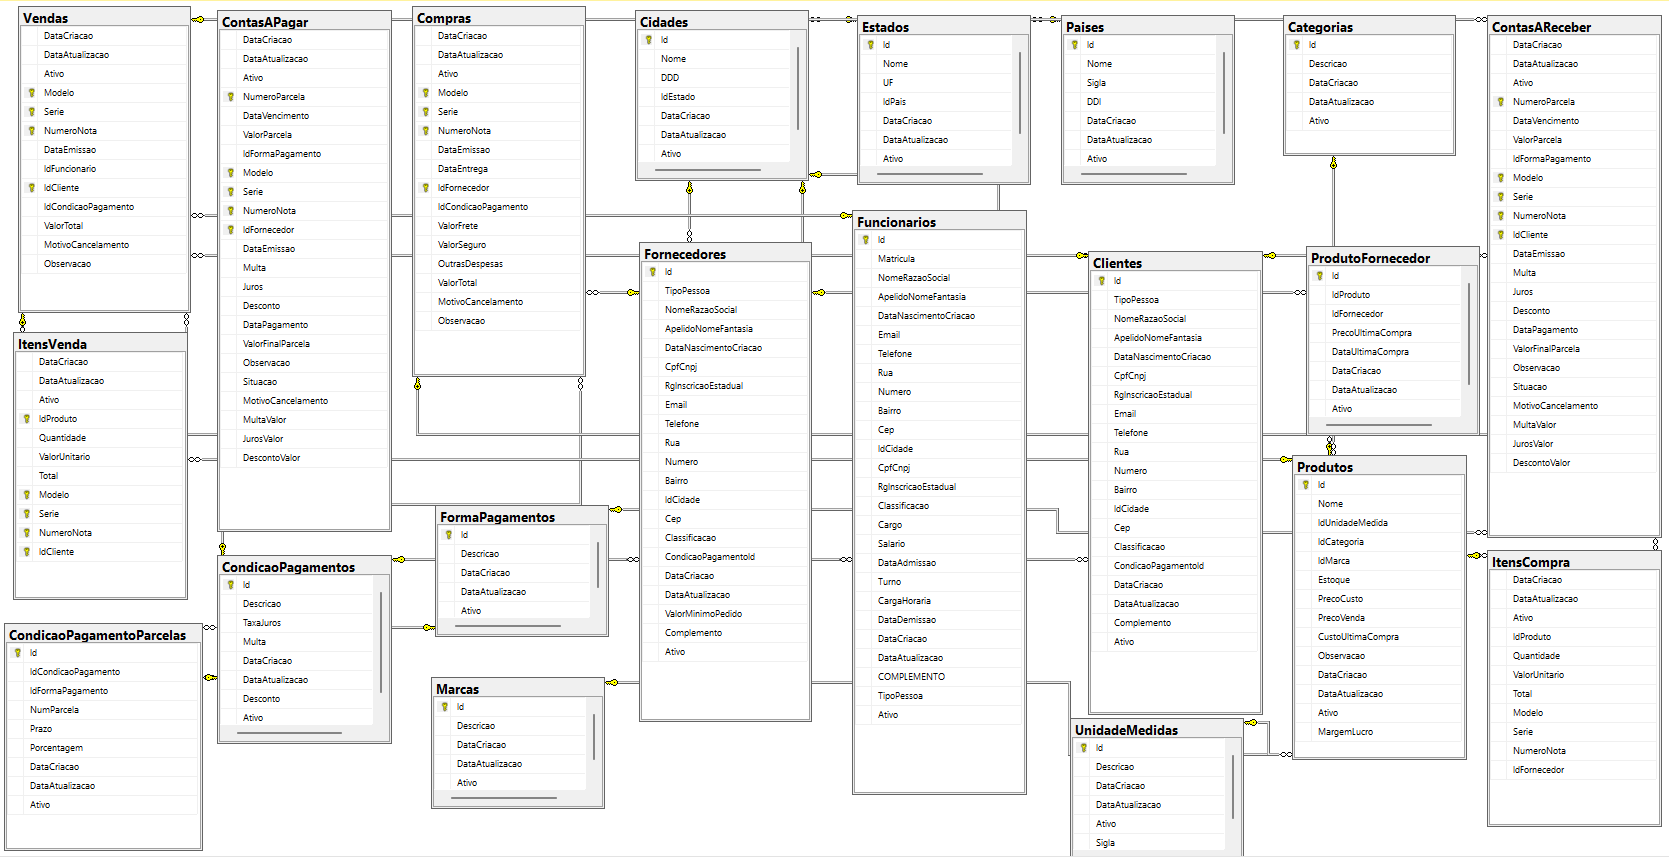 Vendas
DataCriacao
DataAtualizacao
Ativo
Modelo
Serie
NumeroNota
DataEmissao
IdFuncionario
IdCliente
IdCondicaoPagamento
ValorTotal
MotivoCancelamento
Observacao
ContasAPagar
DataCriacao
DataAtualizacao
Ativo
NumeroParcela
DataVencimento
ValorParcela
IdFormaPagamento
Modelo
Serie
NumeroNota
IdFornecedor
DataEmissao
Multa
Juros
Desconto
DataPagamento
ValorFinalParcela
Observacao
Situacao
MotivoCancelamento
MultaValor
JurosValor
DescontoValor
Compras
DataCriacao
DataAtualizacao
Ativo
Modelo
Serie
NumeroNota
DataEmissao
DataEntrega
IdFornecedor
IdCondicaoPagamento
ValorFrete
ValorSeguro
OutrasDespesas
ValorTotal
MotivoCancelamento
Observacao
Cidades
Id
Nome
DDD
IdEstado
DataCriacao
DataAtualizacao
Ativo
Estados
Id
Nome
UF
IdPais
DataCriacao
DataAtualizacao
Ativo
Paises
Id
Nome
Sigla
DDI
DataCriacao
DataAtualizacao
Ativo
Categorias
Id
Descricao
DataCriacao
DataAtualizacao
Ativo
ContasAReceber
DataCriacao
DataAtualizacao
Ativo
NumeroParcela
DataVencimento
ValorParcela
IdFormaPagamento
Modelo
Serie
NumeroNota
IdCliente
DataEmissao
Multa
Juros
Desconto
DataPagamento
ValorFinalParcela
Observacao
Situacao
MotivoCancelamento
MultaValor
JurosValor
DescontoValor
Fornecedores
Id
TipoPessoa
NomeRazaoSocial
ApelidoNomeFantasia
DataNascimentoCriacao
CpfCnpj
RgInscricaoEstadual
Email
Telefone
Rua
Numero
Bairro
IdCidade
Cep
Classificacao
CondicaoPagamentoId
DataCriacao
DataAtualizacao
ValorMinimoPedido
Complemento
Ativo
Funcionarios
Id
Matricula
NomeRazaoSocial
ApelidoNomeFantasia
DataNascimentoCriacao
Email
Telefone
Rua
Numero
Bairro
Cep
IdCidade
CpfCnpj
RgInscricaoEstadual
Classificacao
Cargo
Salario
DataAdmissao
Turno
CargaHoraria
DataDemissao
DataCriacao
DataAtualizacao
COMPLEMENTO
TipoPessoa
Ativo
Clientes
Id
TipoPessoa
NomeRazaoSocial
ApelidoNomeFantasia
DataNascimentoCriacao
CpfCnpj
RgInscricaoEstadual
Email
Telefone
Rua
Numero
Bairro
IdCidade
Cep
Classificacao
CondicaoPagamentoId
DataCriacao
DataAtualizacao
Complemento
Ativo
ProdutoFornecedor
Id
IdProduto
IdFornecedor
PrecoUltimaCompra
DataUltimaCompra
DataCriacao
DataAtualizacao
Ativo
ItensVenda
DataCriacao
DataAtualizacao
Ativo
IdProduto
Quantidade
ValorUnitario
Total
Modelo
Serie
NumeroNota
IdCliente
Produtos
Id
Nome
IdUnidadeMedida
IdCategoria
IdMarca
Estoque
PrecoCusto
PrecoVenda
CustoUltimaCompra
Observacao
DataCriacao
DataAtualizacao
Ativo
MargemLucro
FormaPagamentos
Id
Descricao
DataCriacao
DataAtualizacao
Ativo
CondicaoPagamentos
Id
Descricao
TaxaJuros
Multa
DataCriacao
DataAtualizacao
Desconto
Ativo
ItensCompra
DataCriacao
DataAtualizacao
Ativo
IdProduto
Quantidade
ValorUnitario
Total
Modelo
Serie
NumeroNota
IdFornecedor
CondicaoPagamentoParcelas
Id
IdCondicaoPagamento
IdFormaPagamento
NumParcela
Prazo
Porcentagem
DataCriacao
DataAtualizacao
Ativo
Marcas
Id
Descricao
DataCriacao
DataAtualizacao
Ativo
UnidadeMedidas
Id
Descricao
DataCriacao
DataAtualizacao
Ativo
Sigla